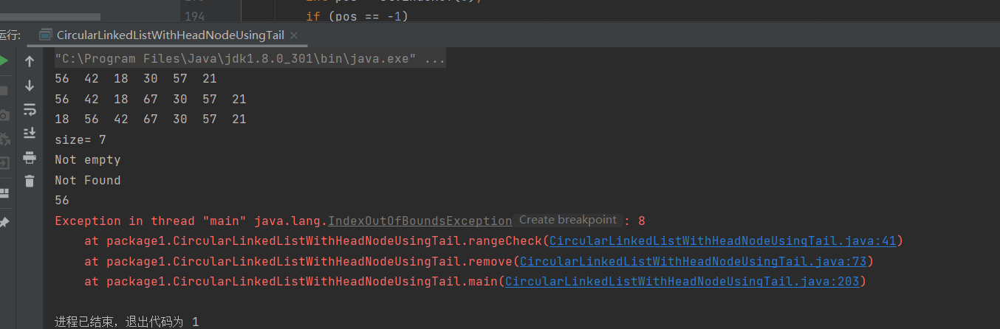 194 if (pos == -1)
运行: CircularLinkedListWithHeadNodeUsingTail ×
"C:\Program Files\Java\jdk1.8.0_301\bin\java.exe" ...
56 42 18 30 57 21
56 42 18 67 30 57 21
18 56 42 67 30 57 21
size= 7
Not empty
Not Found
56
Exception in thread "main" java.lang.IndexOutOfBoundsException Create breakpoint : 8
at package1.CircularLinkedListWithHeadNodeUsingTail.rangeCheck(CircularLinkedListWithHeadNodeUsingTail.java:41)
at package1.CircularLinkedListWithHeadNodeUsingTail.remove(CircularLinkedListWithHeadNodeUsingTail.java:73)
at package1.CircularLinkedListWithHeadNodeUsingTail.main(CircularLinkedListWithHeadNodeUsingTail.java:203)
进程已结束，退出代码为 1